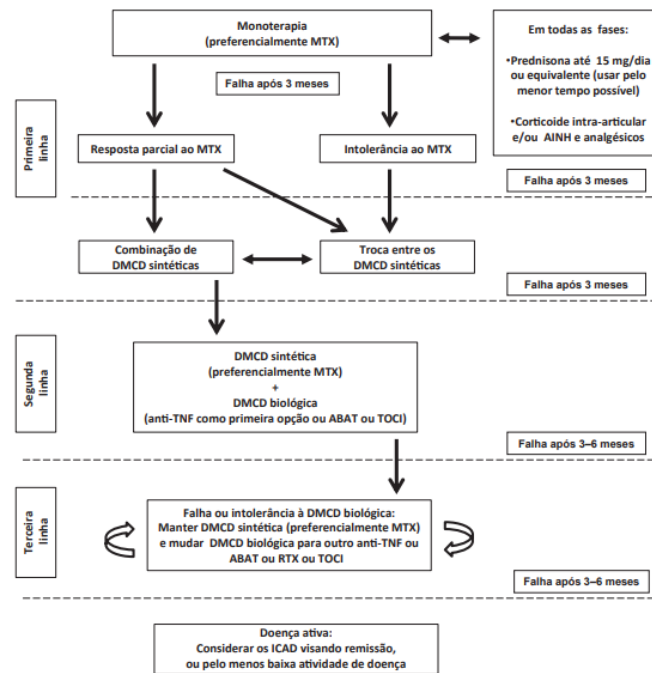 Monoterapia
(preferencialmente MTX)
Em todas as fases:
•Prednisona até 15 mg/dia
ou equivalente (usar pelo
menor tempo possível)
•Corticoide intra-articular
e/ou AINH e analgésicos
Falha após 3 meses
Primeira
linha
Resposta parcial ao MTX
Intolerância ao MTX
Falha após 3 meses
Combinação de
DMCD sintéticas
Troca entre os
DMCD sintéticas
Falha após 3 meses
Segunda
linha
DMCD sintética
(preferencialmente MTX)
+
DMCD biológica
(anti-TNF como primeira opção ou ABAT ou TOCI)
Falha após 3–6 meses
Terceira
linha
Falha ou intolerância à DMCD biológica:
Manter DMCD sintética (preferencialmente MTX)
e mudar DMCD biológica para outro anti-TNF ou
ABAT ou RTX ou TOCI
Falha após 3–6 meses
Doença ativa:
Considerar os ICAD visando remissão,
ou pelo menos baixa atividade de doença